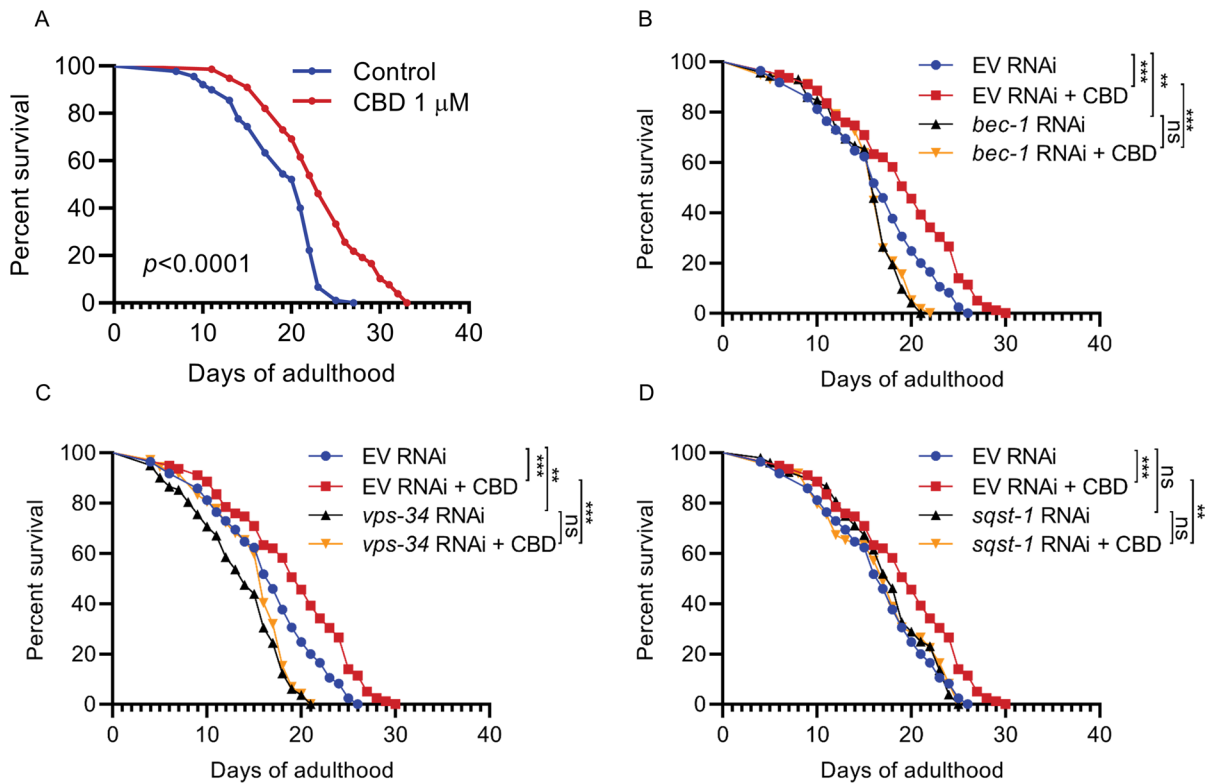 A
100
80
60
40
20
0
Percent survival
Control
CBD 1 μM
p<0.0001
0 10 20 30 40
Days of adulthood
B
100
80
60
40
20
0
Percent survival
EV RNAi
EV RNAi + CBD
bec-1 RNAi
bec-1 RNAi + CBD
***
**
ns
***
0 10 20 30 40
Days of adulthood
C
100
80
60
40
20
0
Percent survival
EV RNAi
EV RNAi + CBD
vps-34 RNAi
vps-34 RNAi + CBD
***
**
ns
***
0 10 20 30 40
Days of adulthood
D
100
80
60
40
20
0
Percent survival
EV RNAi
EV RNAi + CBD
sqst-1 RNAi
sqst-1 RNAi + CBD
***
ns
ns
**
0 10 20 30 40
Days of adulthood